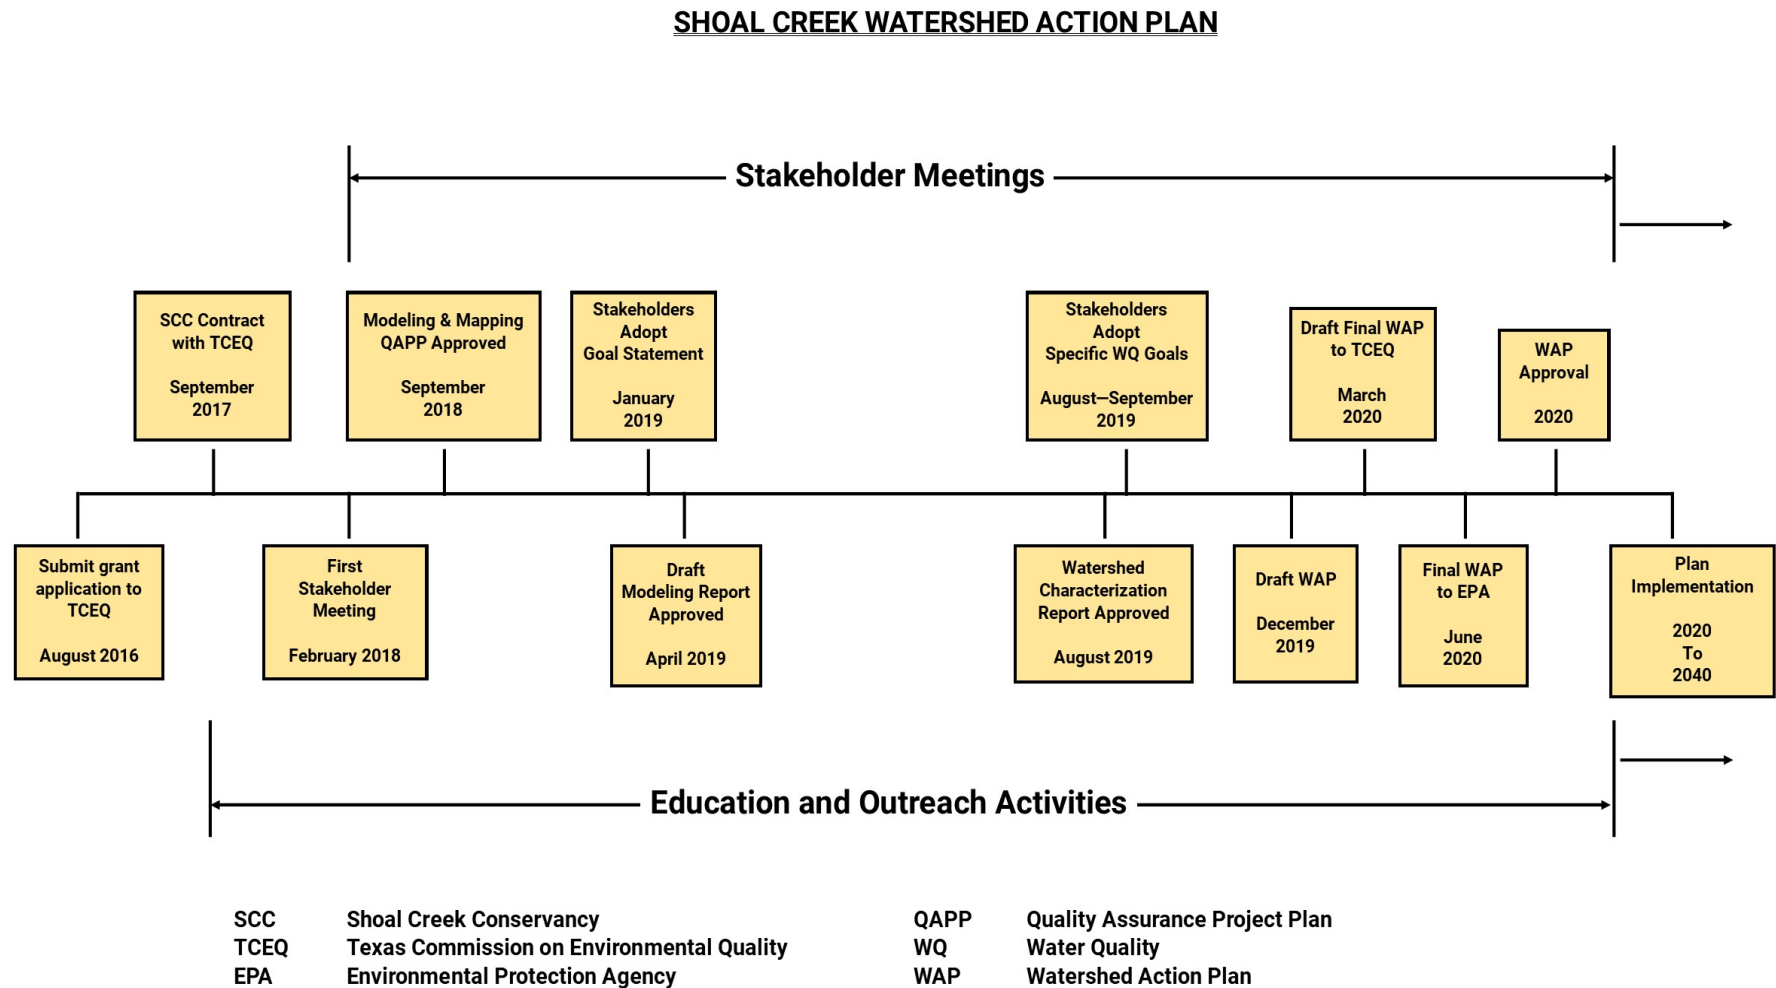 SHOAL CREEK WATERSHED ACTION PLAN
Stakeholder Meetings
SCC Contract
with TCEQ
September
2017
Modeling & Mapping
QAPP Approved
September
2018
Stakeholders
Adopt
Goal Statement
January
2019
Stakeholders
Adopt
Specific WQ Goals
August—September
2019
Draft Final WAP
to TCEQ
March
2020
WAP
Approval
2020
Submit grant
application to
TCEQ
August 2016
First
Stakeholder
Meeting
February 2018
Draft
Modeling Report
Approved
April 2019
Watershed
Characterization
Report Approved
August 2019
Draft WAP
December
2019
Final WAP
to EPA
June
2020
Plan
Implementation
2020
To
2040
Education and Outreach Activities
SCC Shoal Creek Conservancy
TCEQ Texas Commission on Environmental Quality
EPA Environmental Protection Agency
QAPP Quality Assurance Project Plan
WQ Water Quality
WAP Watershed Action Plan